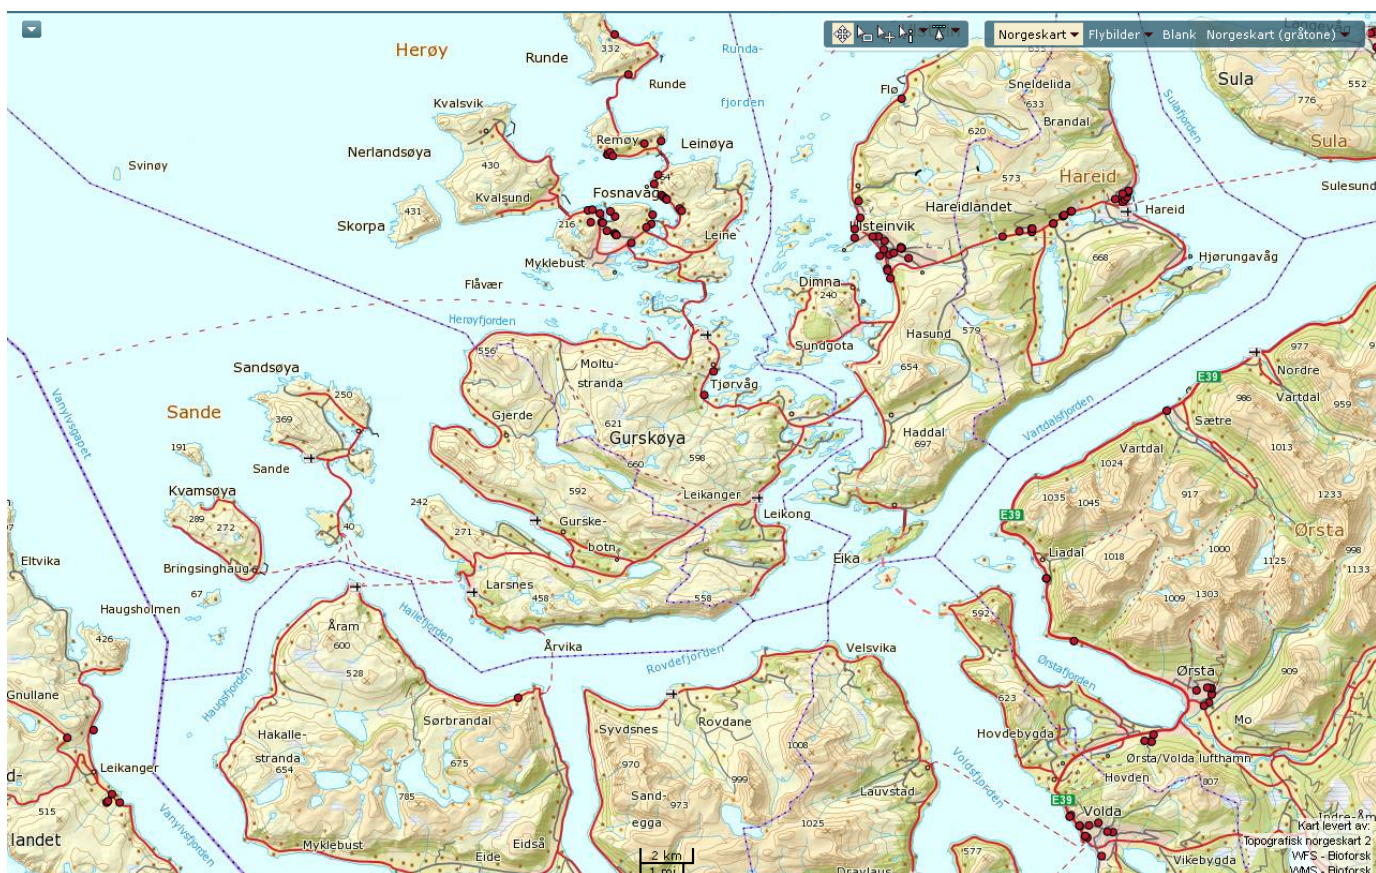 Norgeskart Flybilder Blank Norgeskart (gråtone)
Herøy
332
Runde
Runda-
Runde
fjorden
Flø
Sneldelida
633
Brandal
620
Sulafjorden
Sula
776
552
Sula
Sulesund
Kvalsvik
Nerlandsøya
430
Kvalsund
Remøy
Leinøya
Svinøy
Skorpa
431
Fosnavåg
216
Leine
Myklebust
Flåvær
573
Hareid
Hareidlandet
Hareid
Ulsteinvik
668
Hjørungavåg
Dimna
240
Sundgota
Hasund
579
654
Herøyfjorden
556
Moltu-
stranda
Tjørvåg
Sandsøya
250
369
Sande
Gjerde
621
Gurskøya
598
660
Haddal
697
Vartdalsfjorden
977
Nordre
Vartdal
986
959
E39
Sætre
Vartdal
1013
1024
Vanylvsgapet
191
Sande
Kvamsøya
289
272
Bringsinghaug
67
40
242
271
592
Leikanger
Leikong
Gurske-
botn
Eika
Larsnes
458
558
1035
1045
917
1233
E39
Ørsta
Liadal
1018
1000
1125
998
1133
1009
1303
Eltvika
Haugsholmen
426
Haugsfjorden
Hallefjorden
Åram
600
528
Årvika
Rovdefjorden
Velsvika
592
Ørstafjorden
Ørsta
909
Mo
623
Hovdebygda
Ørsta/Volda lufthamn
Hovden
807
Gnullane
Leikanger
515
landet
Vanylvsfjorden
Hakalle-
stranda
654
Sørbrandal
675
785
Myklebust
Eide
Eidså
Syvdsnes
970
Sand-
egga
973
Rovdane
1008
999
1025
Lauvstad
Dravlaus
Voldsfjorden
E39
Volda
577
Vikebygda
2 km
1 mi
Kart levert av:
Topografisk norgeskart 2
WFS - Bioforsk
WMS - Bioforsk